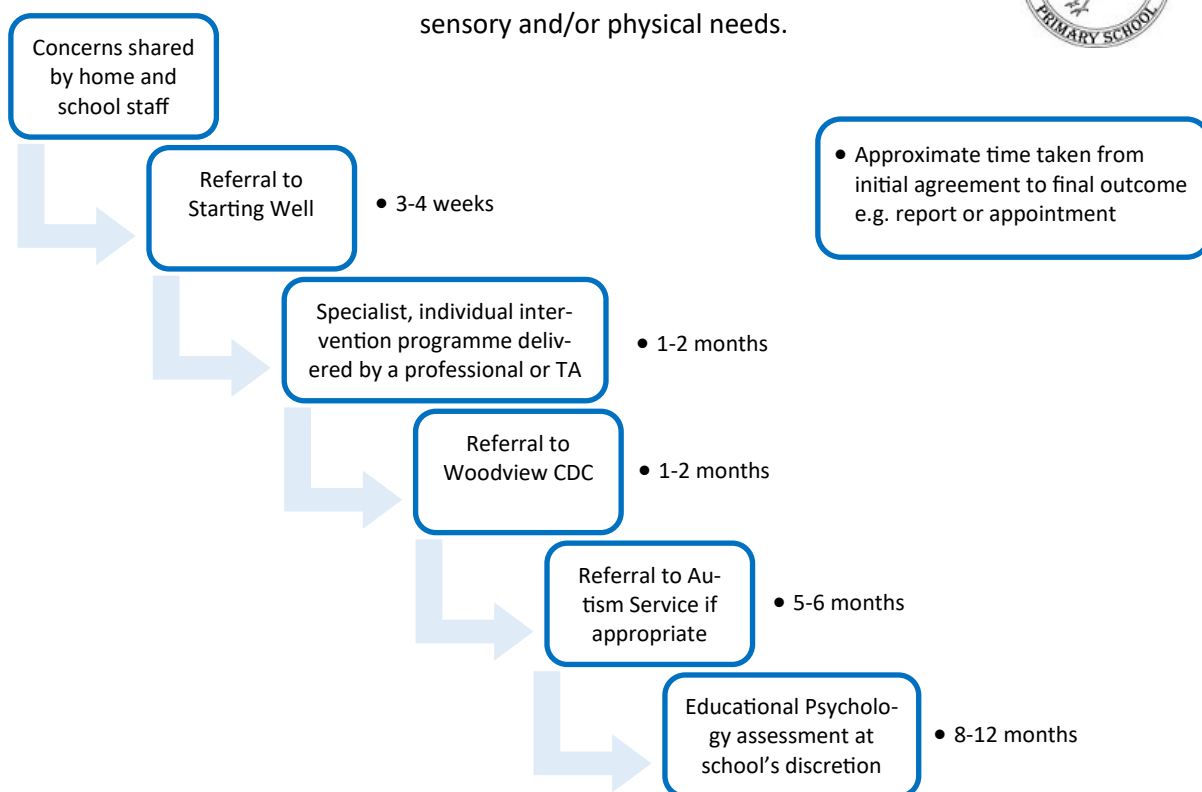 sensory and/or physical needs.
PRIMARY SCHOOL
Concerns shared
by home and
school staff
• Approximate time taken from
initial agreement to final outcome
e.g. report or appointment
Referral to
Starting Well
• 3-4 weeks
Specialist, individual inter-
vention programme deliv-
ered by a professional or TA
• 1-2 months
Referral to
Woodview CDC
• 1-2 months
Referral to Au-
tism Service if
appropriate
• 5-6 months
Educational Psycholo-
gy assessment at
school’s discretion
• 8-12 months